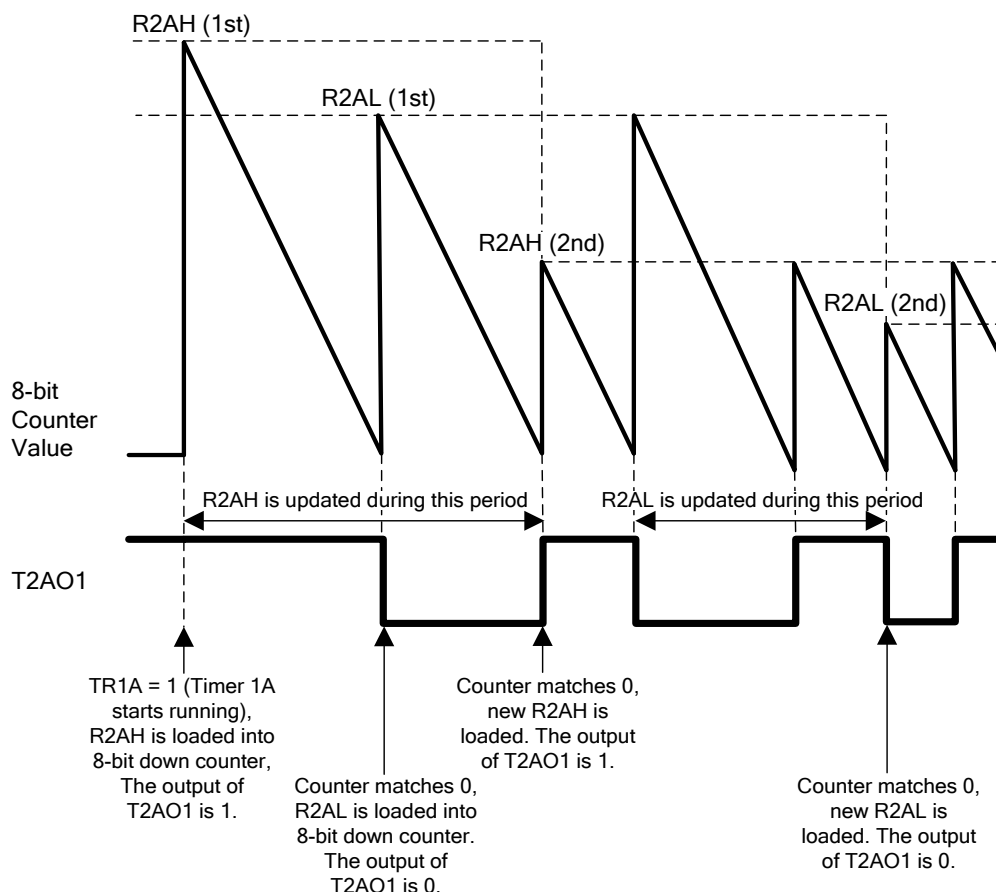 R2AH (1st)
R2AL (1st)
R2AH (2nd)
R2AL (2nd)
8-bit
Counter
Value
R2AH is updated during this period
R2AL is updated during this period
T2AO1
TR1A = 1 (Timer 1A
starts running),
R2AH is loaded into
8-bit down counter,
The output of
T2AO1 is 1.
Counter matches 0,
R2AL is loaded into
8-bit down counter.
The output of
T2AO1 is 0.
Counter matches 0,
new R2AH is
loaded. The output
of T2AO1 is 1.
Counter matches 0,
new R2AL is
loaded. The output
of T2AO1 is 0.